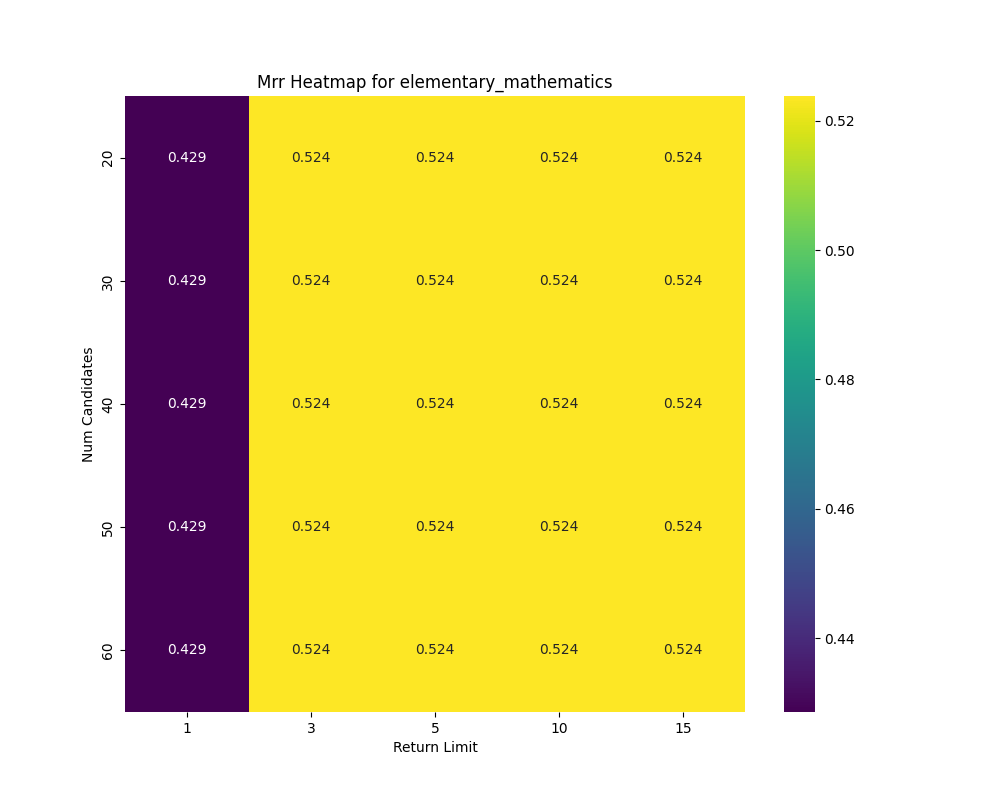 Mrr Heatmap for elementary_mathematics
Num Candidates
20 0.429 0.524 0.524 0.524 0.524
30 0.429 0.524 0.524 0.524 0.524
40 0.429 0.524 0.524 0.524 0.524
50 0.429 0.524 0.524 0.524 0.524
60 0.429 0.524 0.524 0.524 0.524
1 3 5 10 15
Return Limit
0.52
0.50
0.48
0.46
0.44